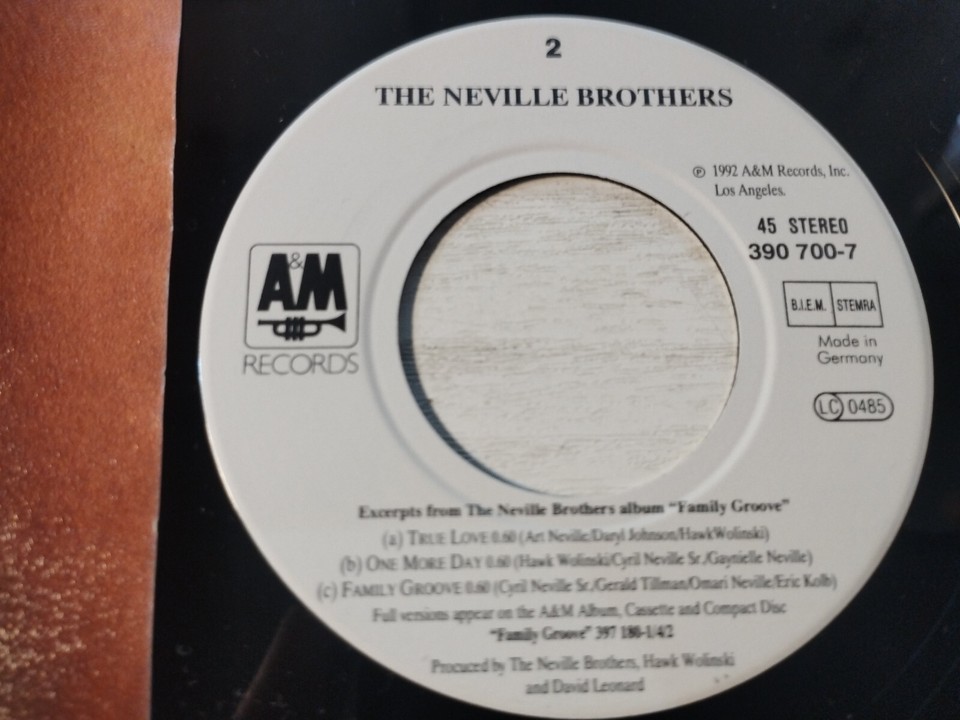 2
THE NEVILLE BROTHERS
℗ 1992 A&M Records, Inc.
Los Angeles.
45 STEREO
390 700-7
B.I.E.M. STEMRA
Made in
Germany
LC 0485
A&M
RECORDS
Excerpts from The Neville Brothers album "Family Groove"
(a) TRUE LOVE 0.60 (Art Neville/Daryl Johnson/Hawk Wolinski)
(b) ONE MORE DAY 0.60 (Hawk Wolinski/Cyril Neville Sr./Gaynielle Neville)
(c) FAMILY GROOVE 0.60 (Cyril Neville Sr./Gerald Tillman/Omari Neville/Eric Kolb)
Full versions appear on the A&M Album, Cassette and Compact Disc
"Family Groove" 397 180-1/4/2
Procuced by The Neville Brothers, Hawk Wolinski
and David Leonard